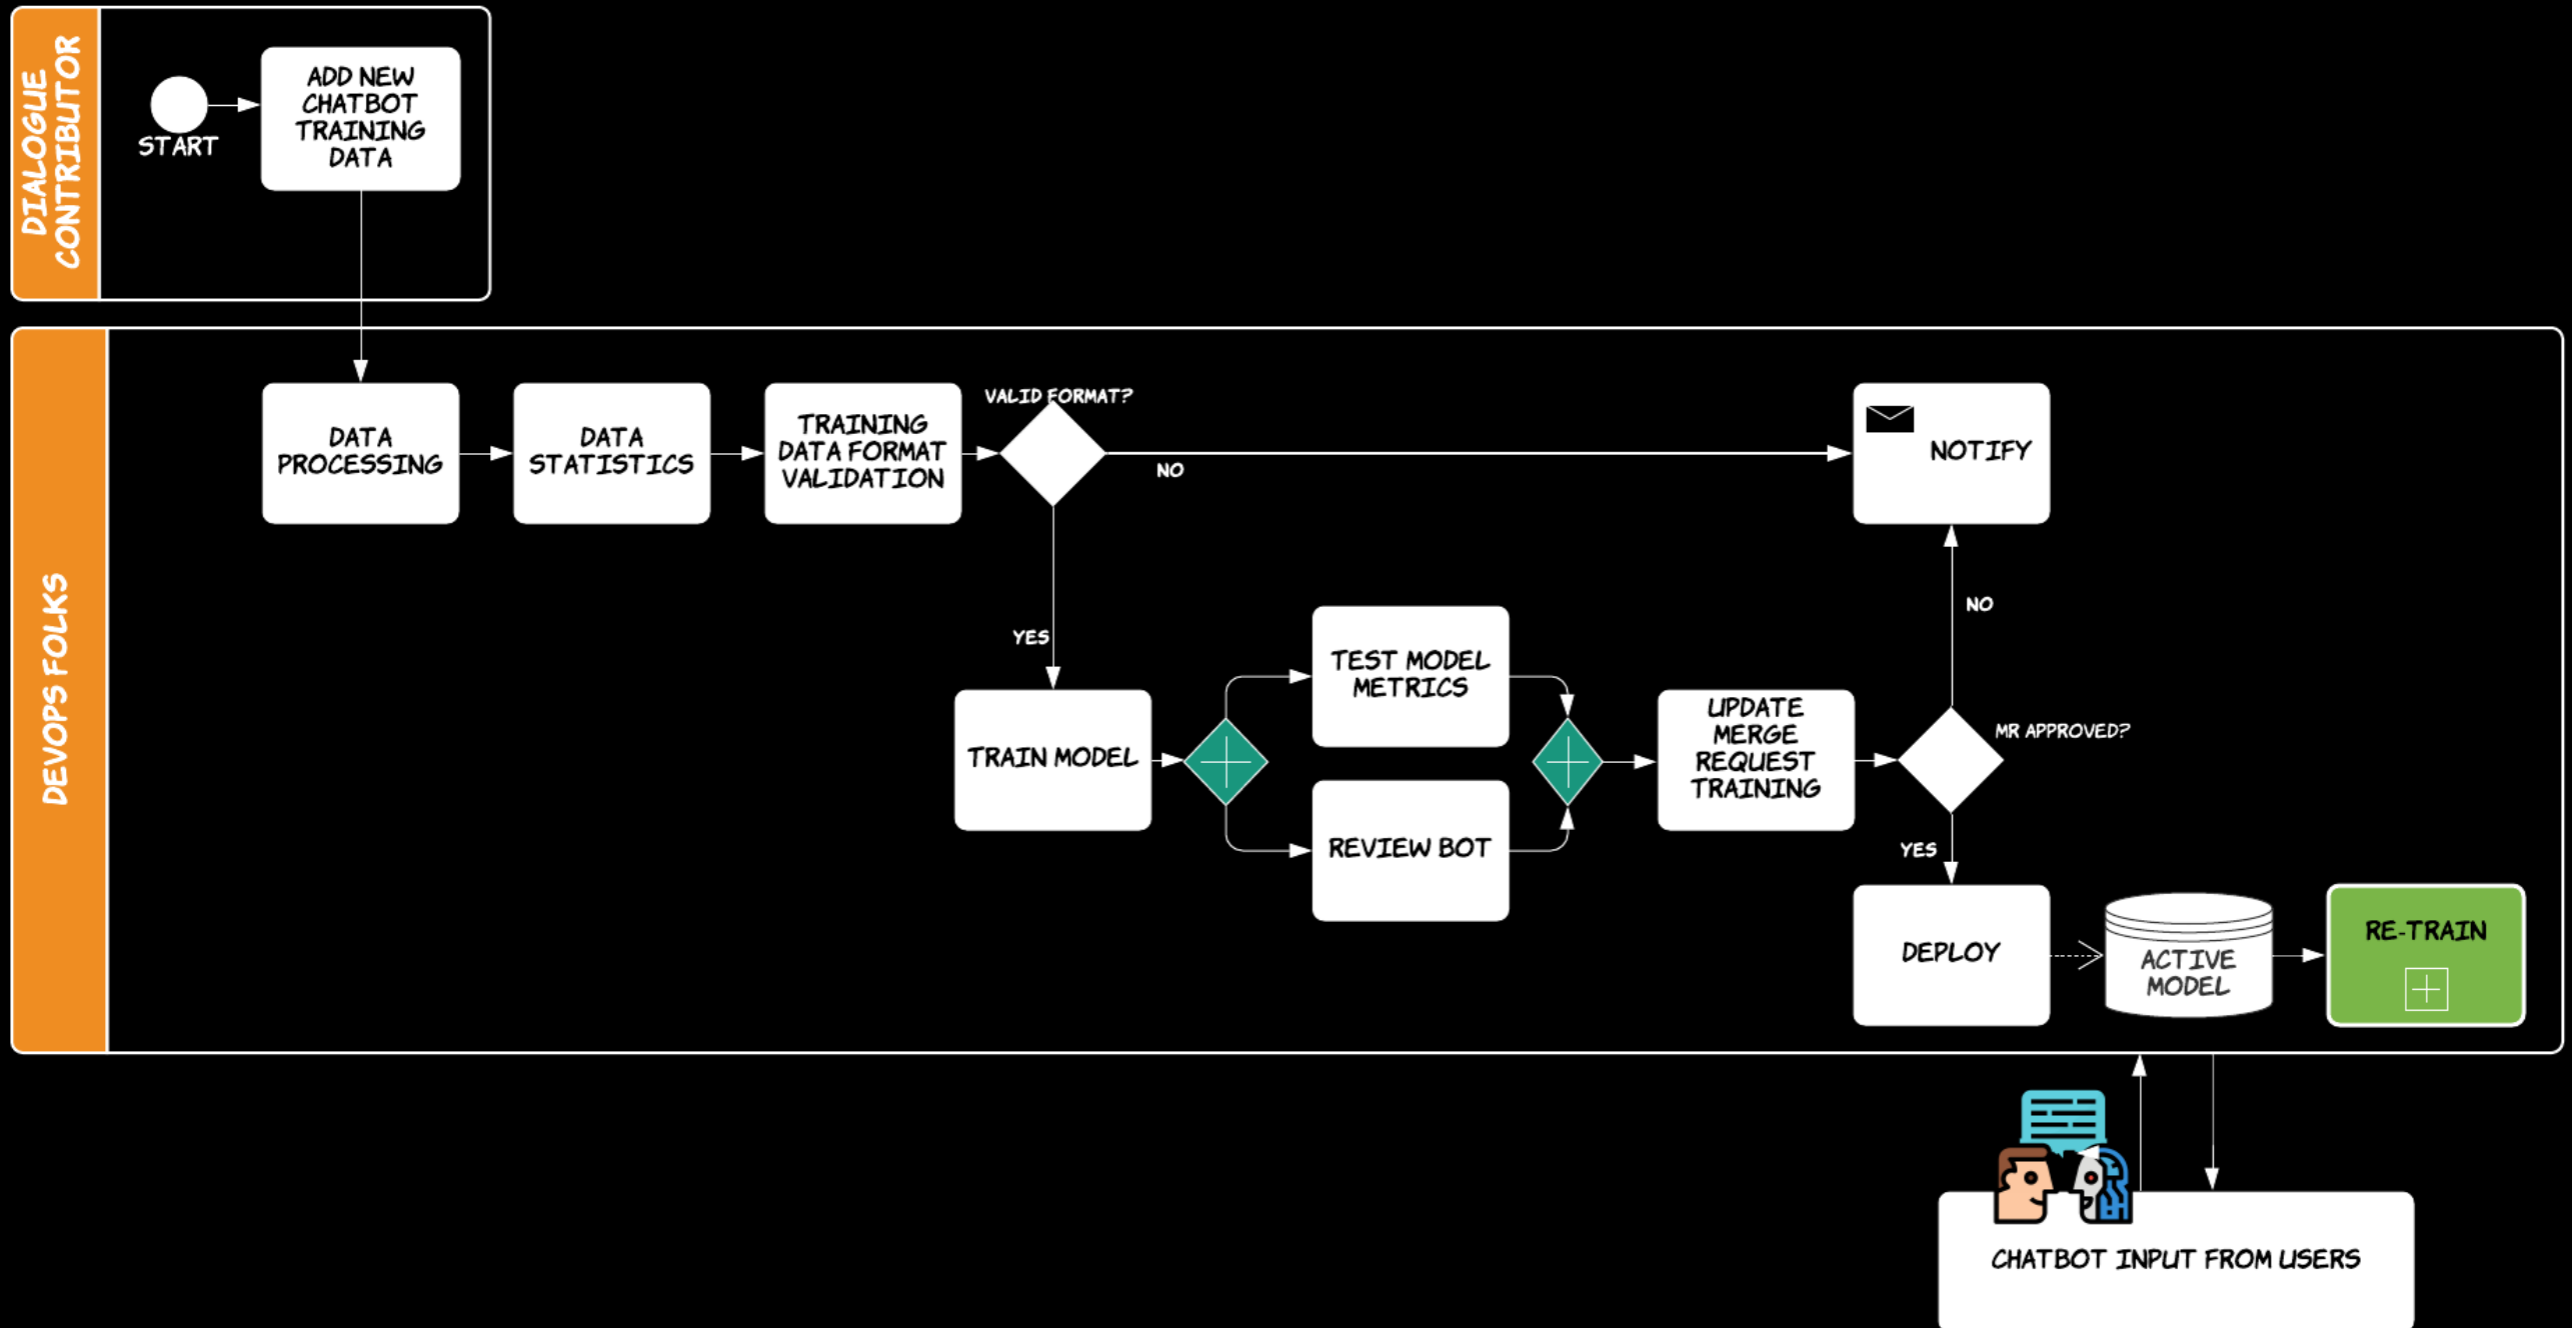 DIALOGUE
CONTRIBUTOR
START
ADD NEW
CHATBOT
TRAINING
DATA
DEVOPS FOLKS
DATA
PROCESSING
DATA
STATISTICS
TRAINING
DATA FORMAT
VALIDATION
VALID FORMAT?
NO
NOTIFY
YES
NO
TRAIN MODEL
TEST MODEL
METRICS
REVIEW BOT
UPDATE
MERGE
REQUEST
TRAINING
MR APPROVED?
YES
DEPLOY
ACTIVE
MODEL
RE-TRAIN
CHATBOT INPUT FROM USERS